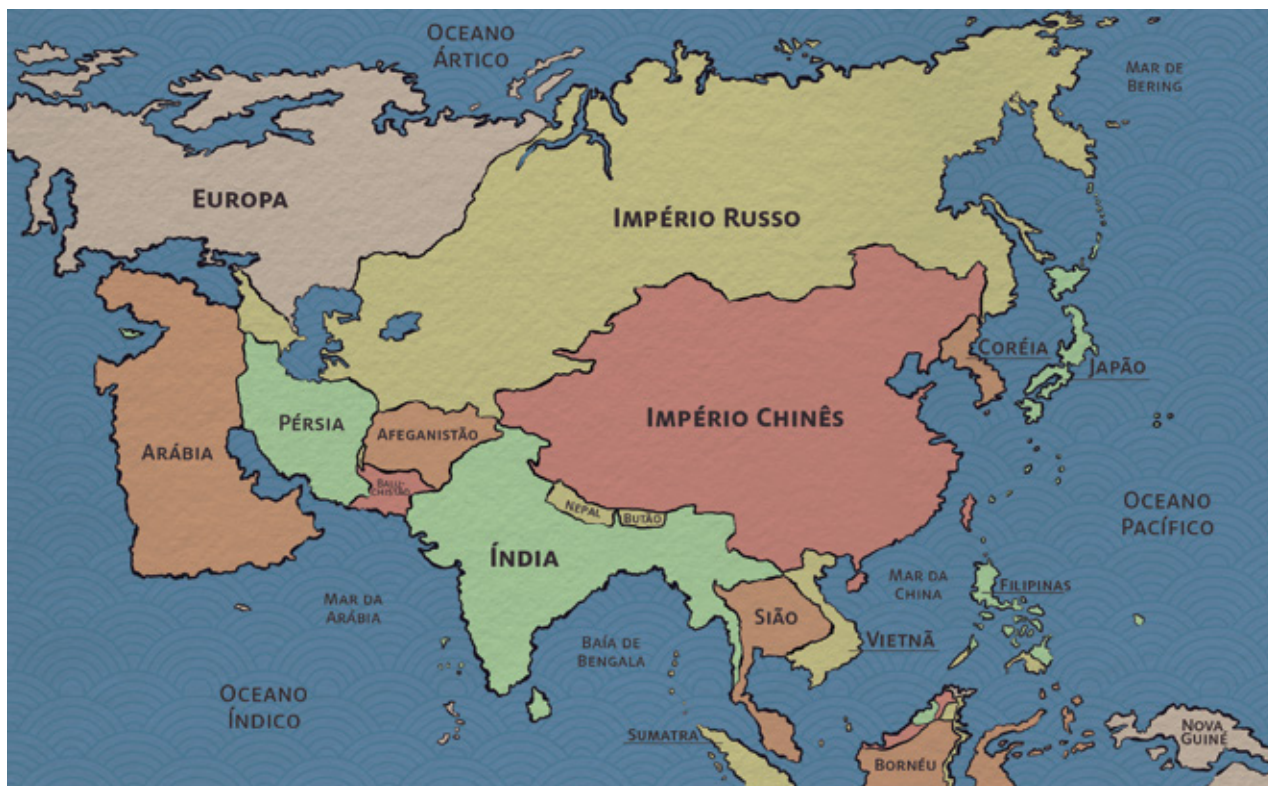 OCEANO
ÁRTICO
MAR DE
BERING
EUROPA
IMPÉRIO RUSSO
CORÉIA
JAPÃO
PÉRSIA
AFEGANISTÃO
IMPÉRIO CHINÊS
ARÁBIA
BALU-
CHISTÃO
NEPAL
BUTÃO
OCEANO
PACÍFICO
ÍNDIA
MAR DA
CHINA
FILIPINAS
MAR DA
ARÁBIA
SIÃO
BAÍA DE
BENGALA
VIETNÃ
OCEANO
ÍNDICO
SUMATRA
NOVA
GUINÉ
BORNÉU